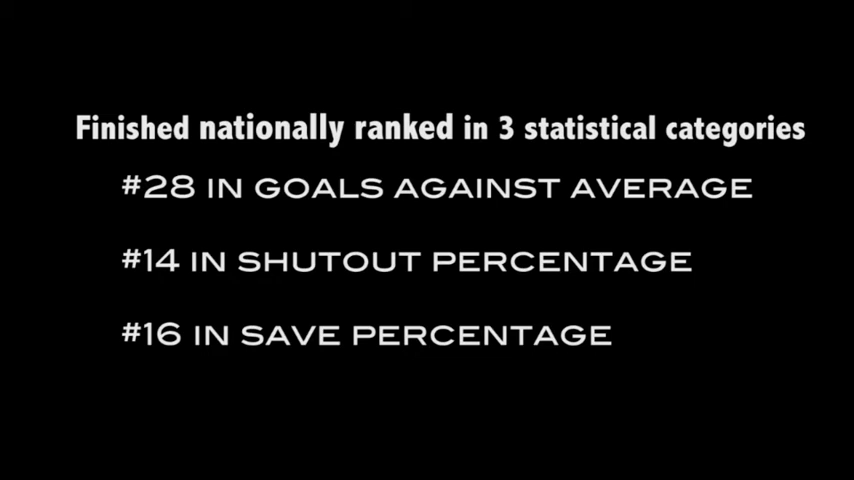 Finished nationally ranked in 3 statistical categories
#28 IN GOALS AGAINST AVERAGE
#14 IN SHUTOUT PERCENTAGE
#16 IN SAVE PERCENTAGE